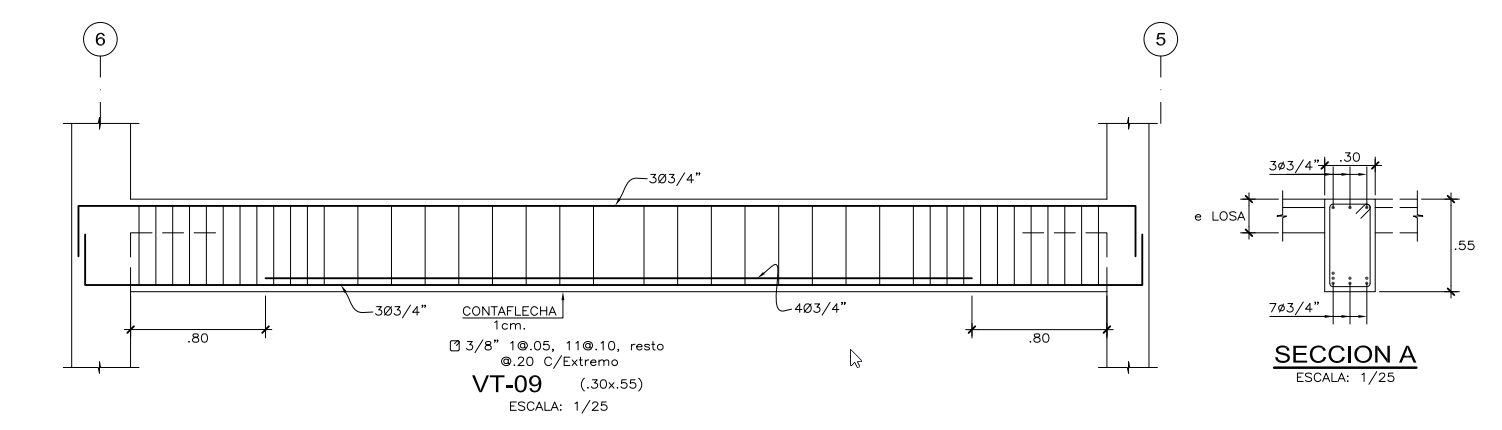 6
5
3Ø3/4"
3Ø3/4"
4Ø3/4"
.80
.80
CONTAFLECHA
1cm.
3/8" 1@.05, 11@.10, resto
@.20 C/Extremo
VT-09 (.30x.55)
ESCALA: 1/25
3ø3/4"
.30
e LOSA
.55
7ø3/4"
SECCION A
ESCALA: 1/25